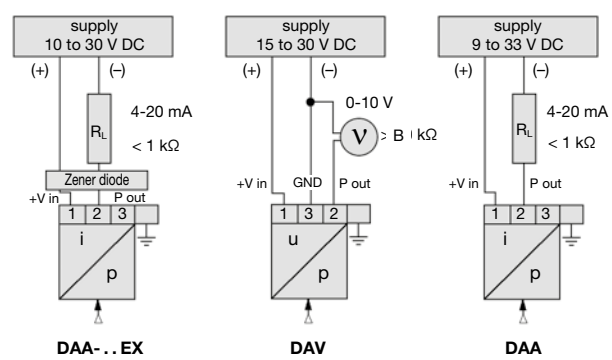 supply
10 to 30 V DC
(+)
(–)
RL
4-20 mA
< 1 kΩ
Zener diode
+V in
P out
1 2 3
i
p
DAA- . . EX
supply
15 to 30 V DC
(+)
(–)
0-10 V
V
> B kΩ
GND
+V in
P out
1 3 2
u
p
DAV
supply
9 to 33 V DC
(+)
(–)
RL
4-20 mA
< 1 kΩ
+V in
P out
1 2 3
i
p
DAA